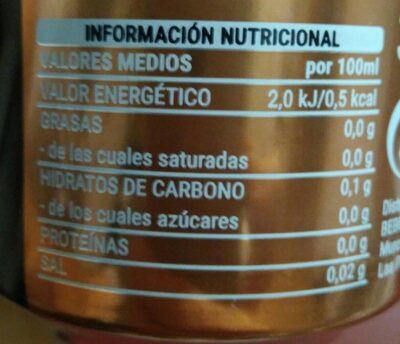 INFORMACIÓN NUTRICIONAL
VALORES MEDIOS por 100ml
VALOR ENERGÉTICO 2,0 kJ/0,5 kcal
GRASAS 0,0 g
- de las cuales saturadas 0,0 g
HIDRATOS DE CARBONO 0,1 g
- de los cuales azúcares 0,0 g
PROTEÍNAS 0,0 g
SAL 0,02 g